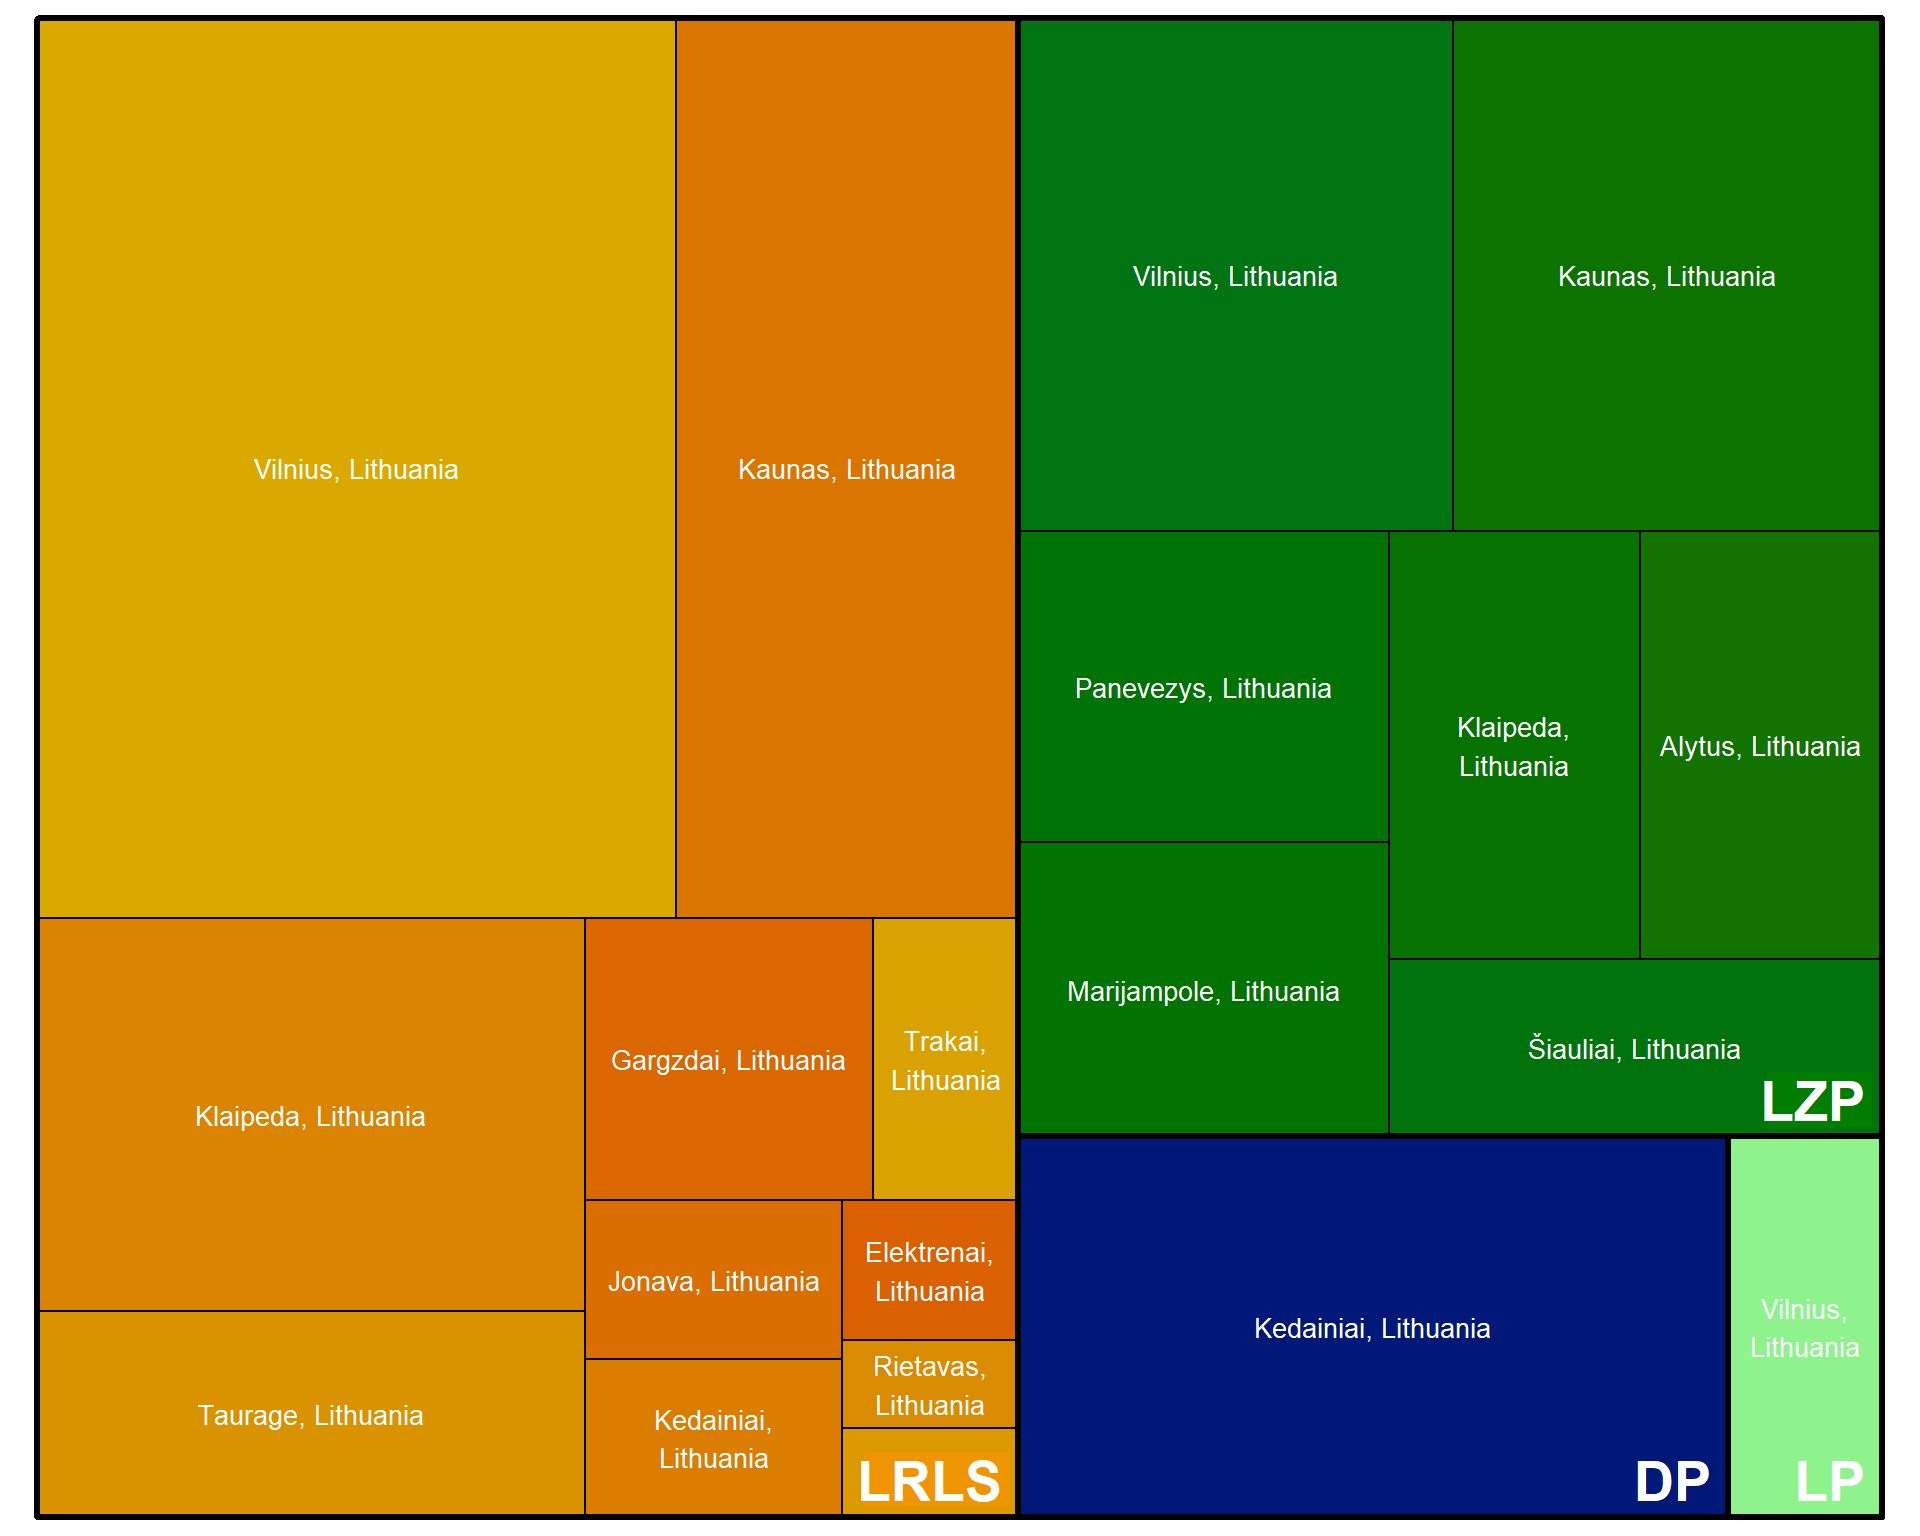 Vilnius, Lithuania
Kaunas, Lithuania
Klaipeda, Lithuania
Taurage, Lithuania
Gargzdai, Lithuania
Trakai,
Lithuania
Jonava, Lithuania
Elektrenai,
Lithuania
Kedainiai,
Lithuania
Rietavas,
Lithuania
LRLS
Vilnius, Lithuania
Kaunas, Lithuania
Panevezys, Lithuania
Klaipeda,
Lithuania
Alytus, Lithuania
Marijampole, Lithuania
Šiauliai, Lithuania
LZP
Kedainiai, Lithuania
DP
Vilnius,
Lithuania
LP